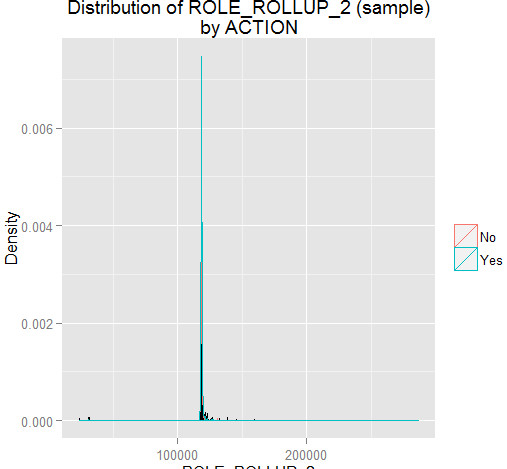 Distribution of ROLE_ROLLUP_2 (sample)
by ACTION
0.006
0.004
0.002
0.000
Density
No
Yes
100000
200000
ROLE_ROLLUP_2